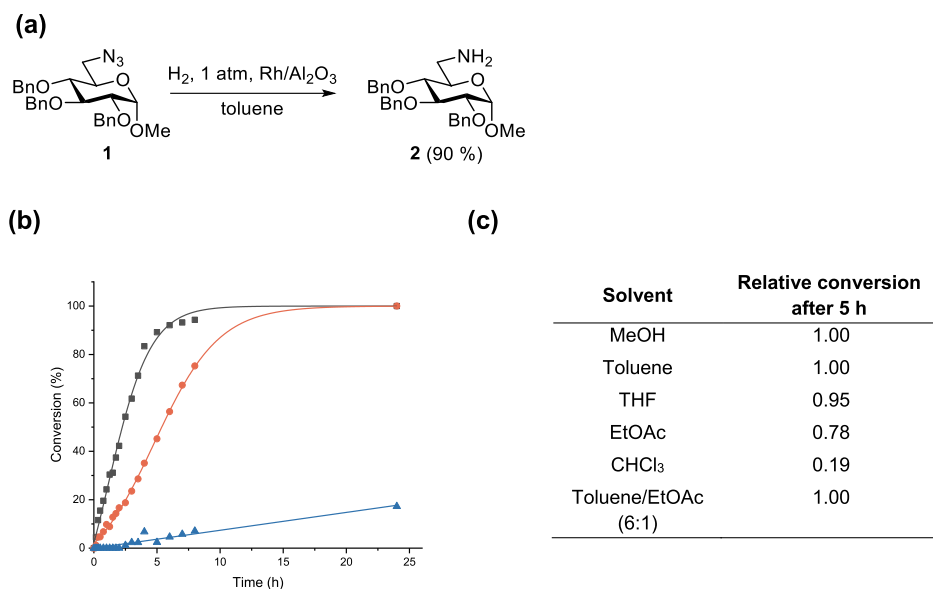 (a)
N₃
O
BnO
BnO
BnO
OMe
1
H₂, 1 atm, Rh/Al₂O₃
toluene
NH₂
O
BnO
BnO
BnO
OMe
2 (90 %)
(b)
Conversion (%)
100
80
60
40
20
0
0 5 10 15 20 25
Time (h)
(c)
Solvent Relative conversion after 5 h
MeOH 1.00
Toluene 1.00
THF 0.95
EtOAc 0.78
CHCl₃ 0.19
Toluene/EtOAc 1.00
(6:1)